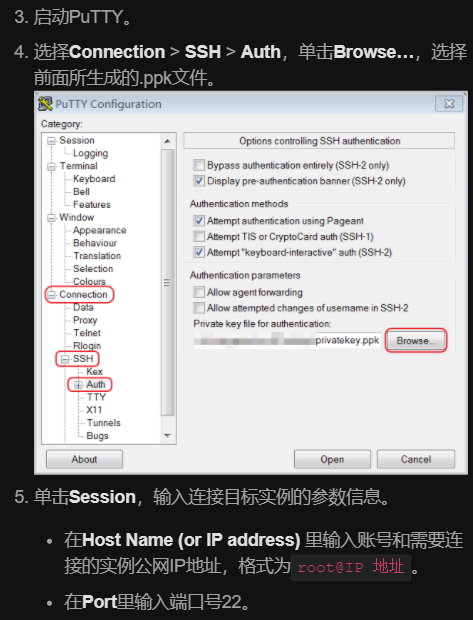 3. 启动PuTTY。
4. 选择Connection > SSH > Auth，单击Browse…，选择
前面所生成的.ppk文件。
PuTTY Configuration
Category:
Session
Logging
Terminal
Keyboard
Bell
Features
Window
Appearance
Behaviour
Translation
Selection
Colours
Connection
Data
Proxy
Telnet
Rlogin
SSH
Kex
Auth
TTY
X11
Tunnels
Bugs
Options controlling SSH authentication
Bypass authentication entirely (SSH-2 only)
Display pre-authentication banner (SSH-2 only)
Authentication methods
Attempt authentication using Pageant
Attempt TIS or CryptoCard auth (SSH-1)
Attempt "keyboard-interactive" auth (SSH-2)
Authentication parameters
Allow agent forwarding
Allow attempted changes of username in SSH-2
Private key file for authentication:
privatekey.ppk
Browse...
About
Open
Cancel
5. 单击Session，输入连接目标实例的参数信息。
• 在Host Name (or IP address) 里输入账号和需要连
接的实例公网IP地址，格式为 root@IP 地址 。
• 在Port里输入端口号22。